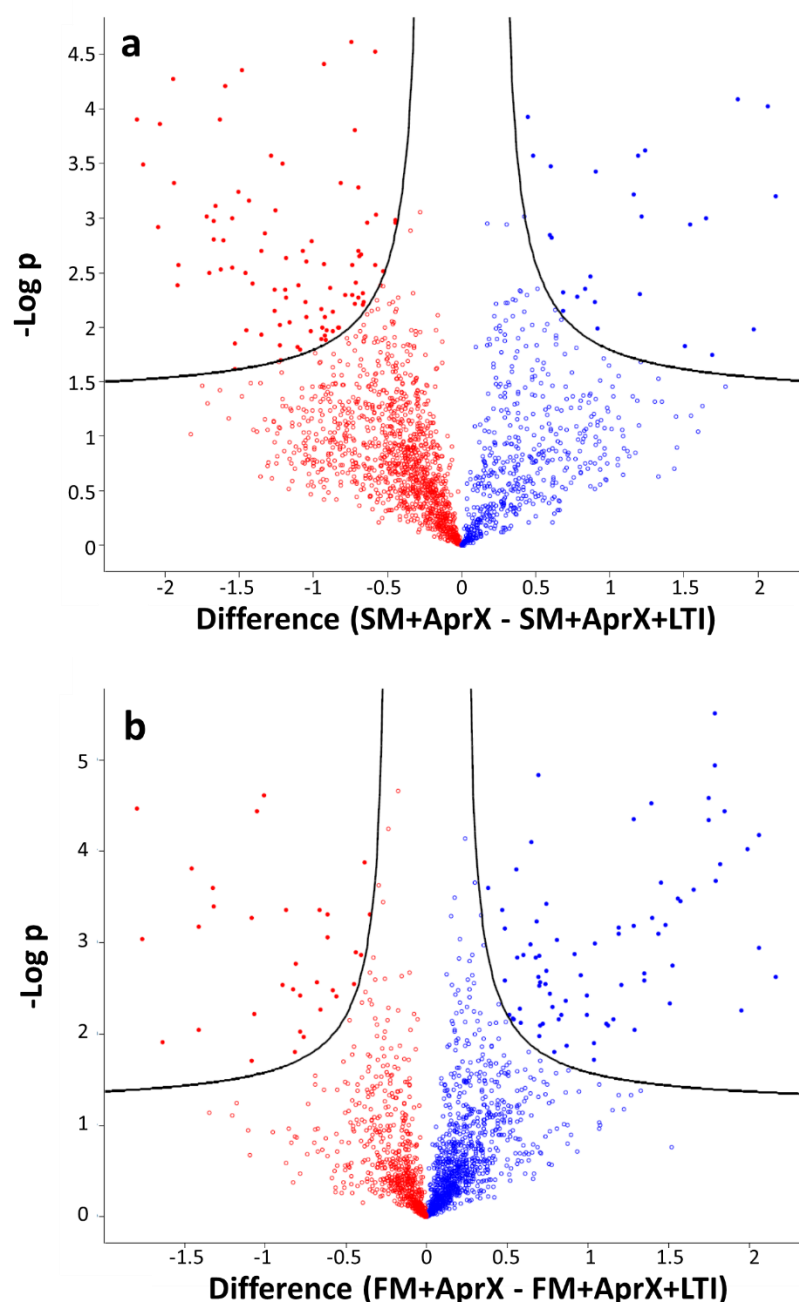 a
4.5
4
3.5
3
2.5
2
1.5
1
0.5
0
-Log p
-2 -1.5 -1 -0.5 0 0.5 1 1.5 2
Difference (SM+AprX - SM+AprX+LTI)
b
5
4
3
2
1
0
-Log p
-1.5 -1 -0.5 0 0.5 1 1.5 2
Difference (FM+AprX - FM+AprX+LTI)